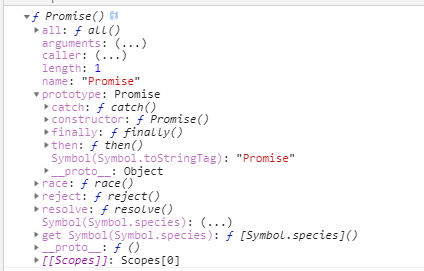 ▼ƒ Promise() i
▶all: ƒ all()
arguments: (...)
caller: (...)
length: 1
name: "Promise"
▼prototype: Promise
▶catch: ƒ catch()
▶constructor: ƒ Promise()
▶finally: ƒ finally()
▶then: ƒ then()
Symbol(Symbol.toStringTag): "Promise"
▶__proto__: Object
▶race: ƒ race()
▶reject: ƒ reject()
▶resolve: ƒ resolve()
Symbol(Symbol.species): (...)
▶get Symbol(Symbol.species): ƒ [Symbol.species]()
▶__proto__: ƒ ()
▶[[Scopes]]: Scopes[0]